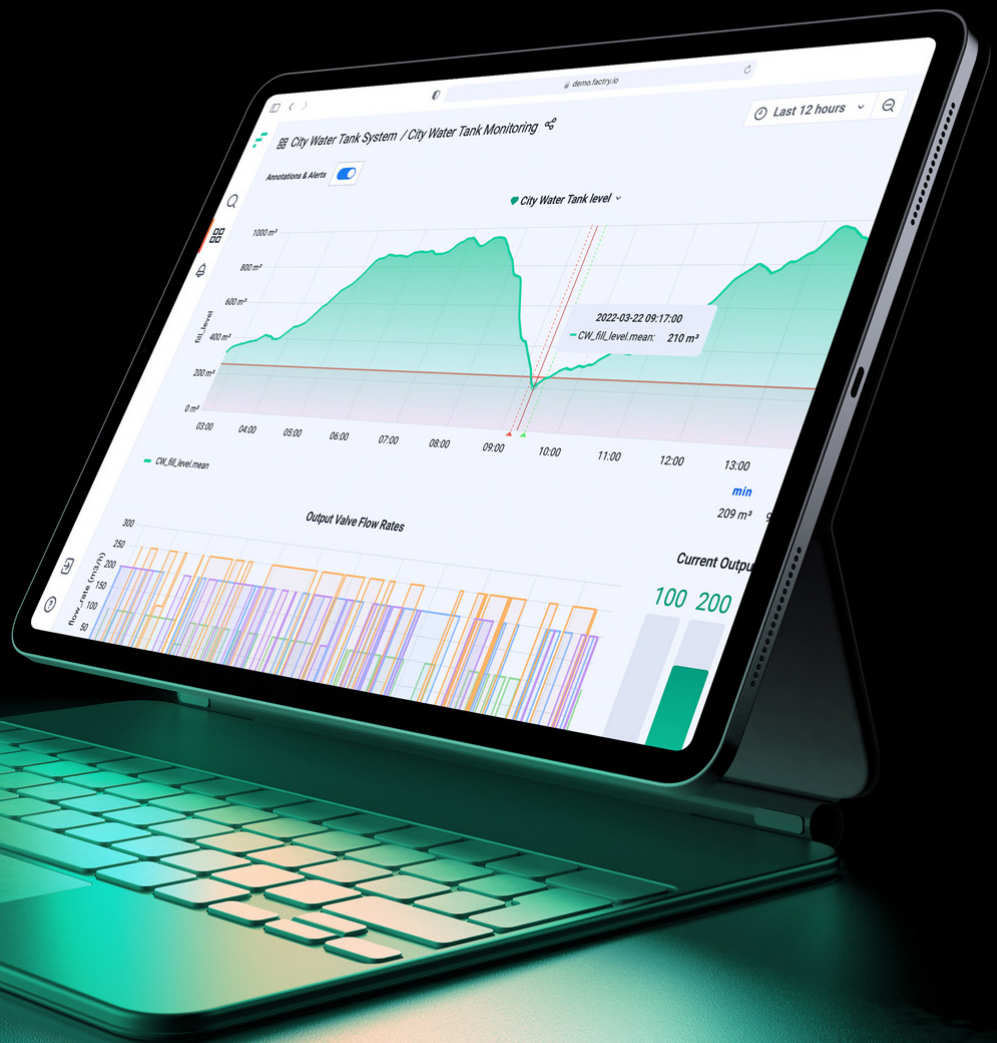 demo.factry.io
City Water Tank System / City Water Tank Monitoring
Last 12 hours
Annotations & Alerts
City Water Tank level
1000 m³
800 m³
600 m³
400 m³
200 m³
0 m³
fill_level
2022-03-22 09:17:00
CW_fill_level.mean: 210 m³
03:00 04:00 05:00 06:00 07:00 08:00 09:00 10:00 11:00 12:00 13:00
CW_fill_level.mean
min
209 m³ 9
Output Valve Flow Rates
300
250
200
150
100
50
flow_rate (m3/h)
Current Outpu
100 200